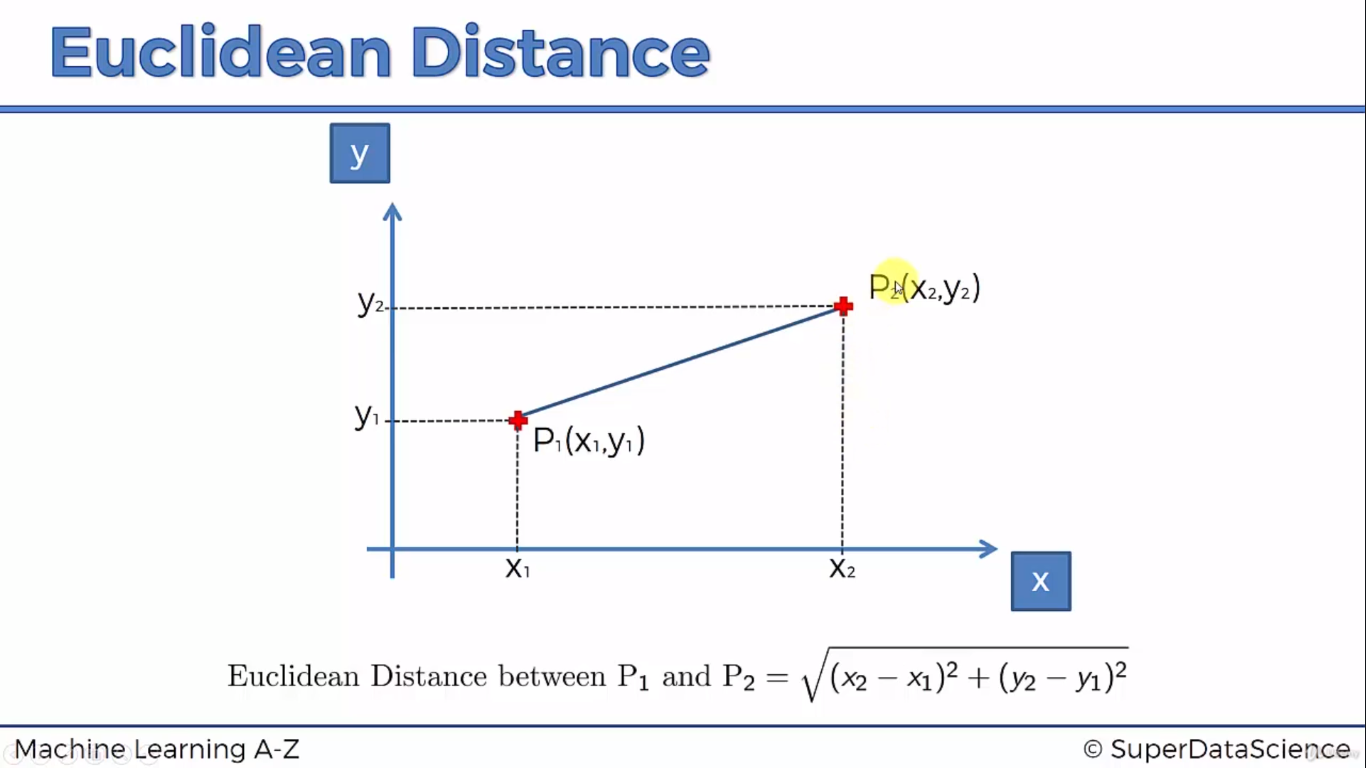 Euclidean Distance
y
P₂(x₂,y₂)
y₂
y₁
P₁(x₁,y₁)
x₁
x₂
x
Euclidean Distance between P₁ and P₂ = √(x₂ − x₁)² + (y₂ − y₁)²
Machine Learning A-Z
© SuperDataScience